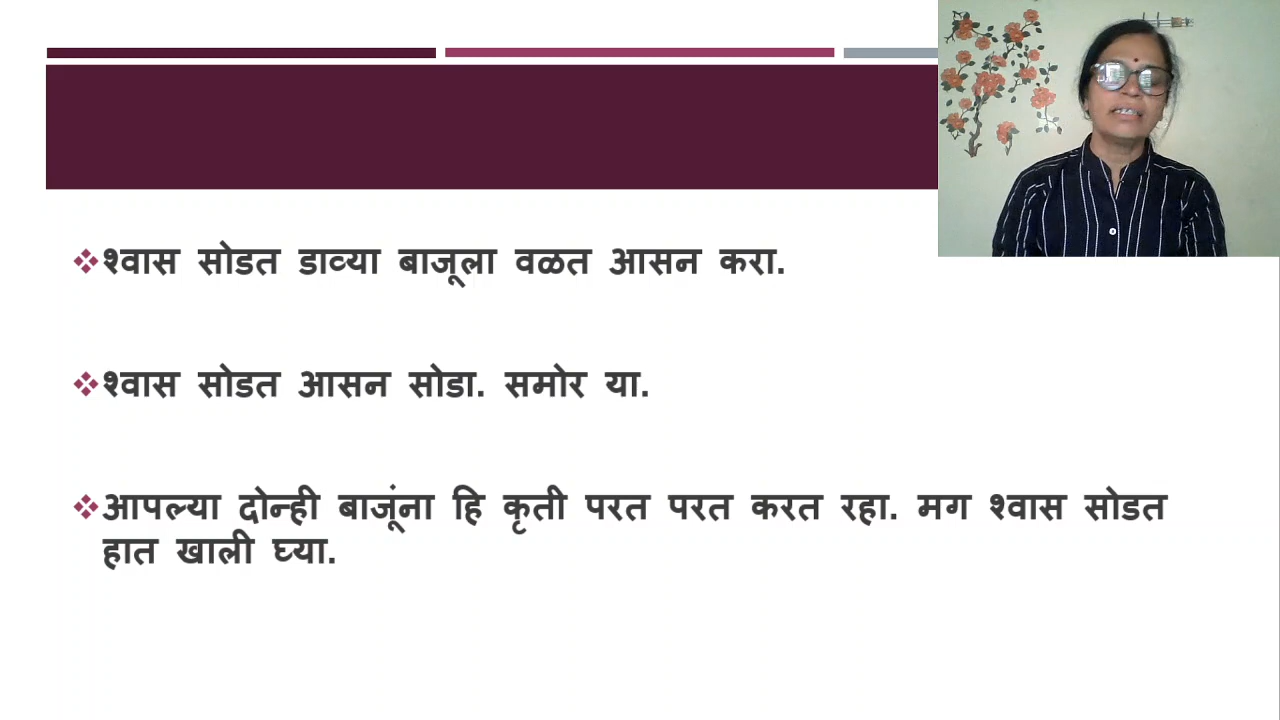 श्वास सोडत डाव्या बाजूला वळत आसन करा.
श्वास सोडत आसन सोडा. समोर या.
आपल्या दोन्ही बाजूंना हि कृती परत परत करत रहा. मग श्वास सोडत
हात खाली घ्या.